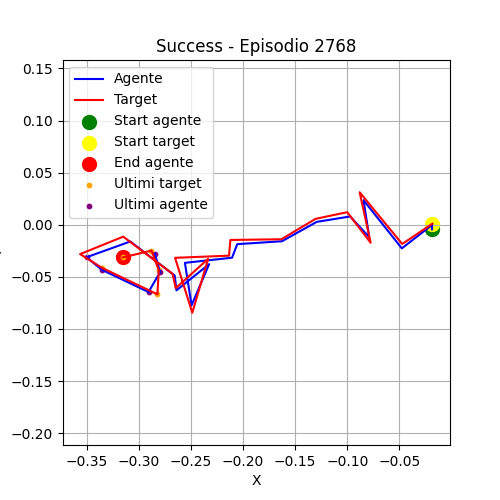 Success - Episodio 2768
0.15
0.10
0.05
0.00
−0.05
−0.10
−0.15
−0.20
Agente
Target
Start agente
Start target
End agente
Ultimi target
Ultimi agente
−0.35 −0.30 −0.25 −0.20 −0.15 −0.10 −0.05
X